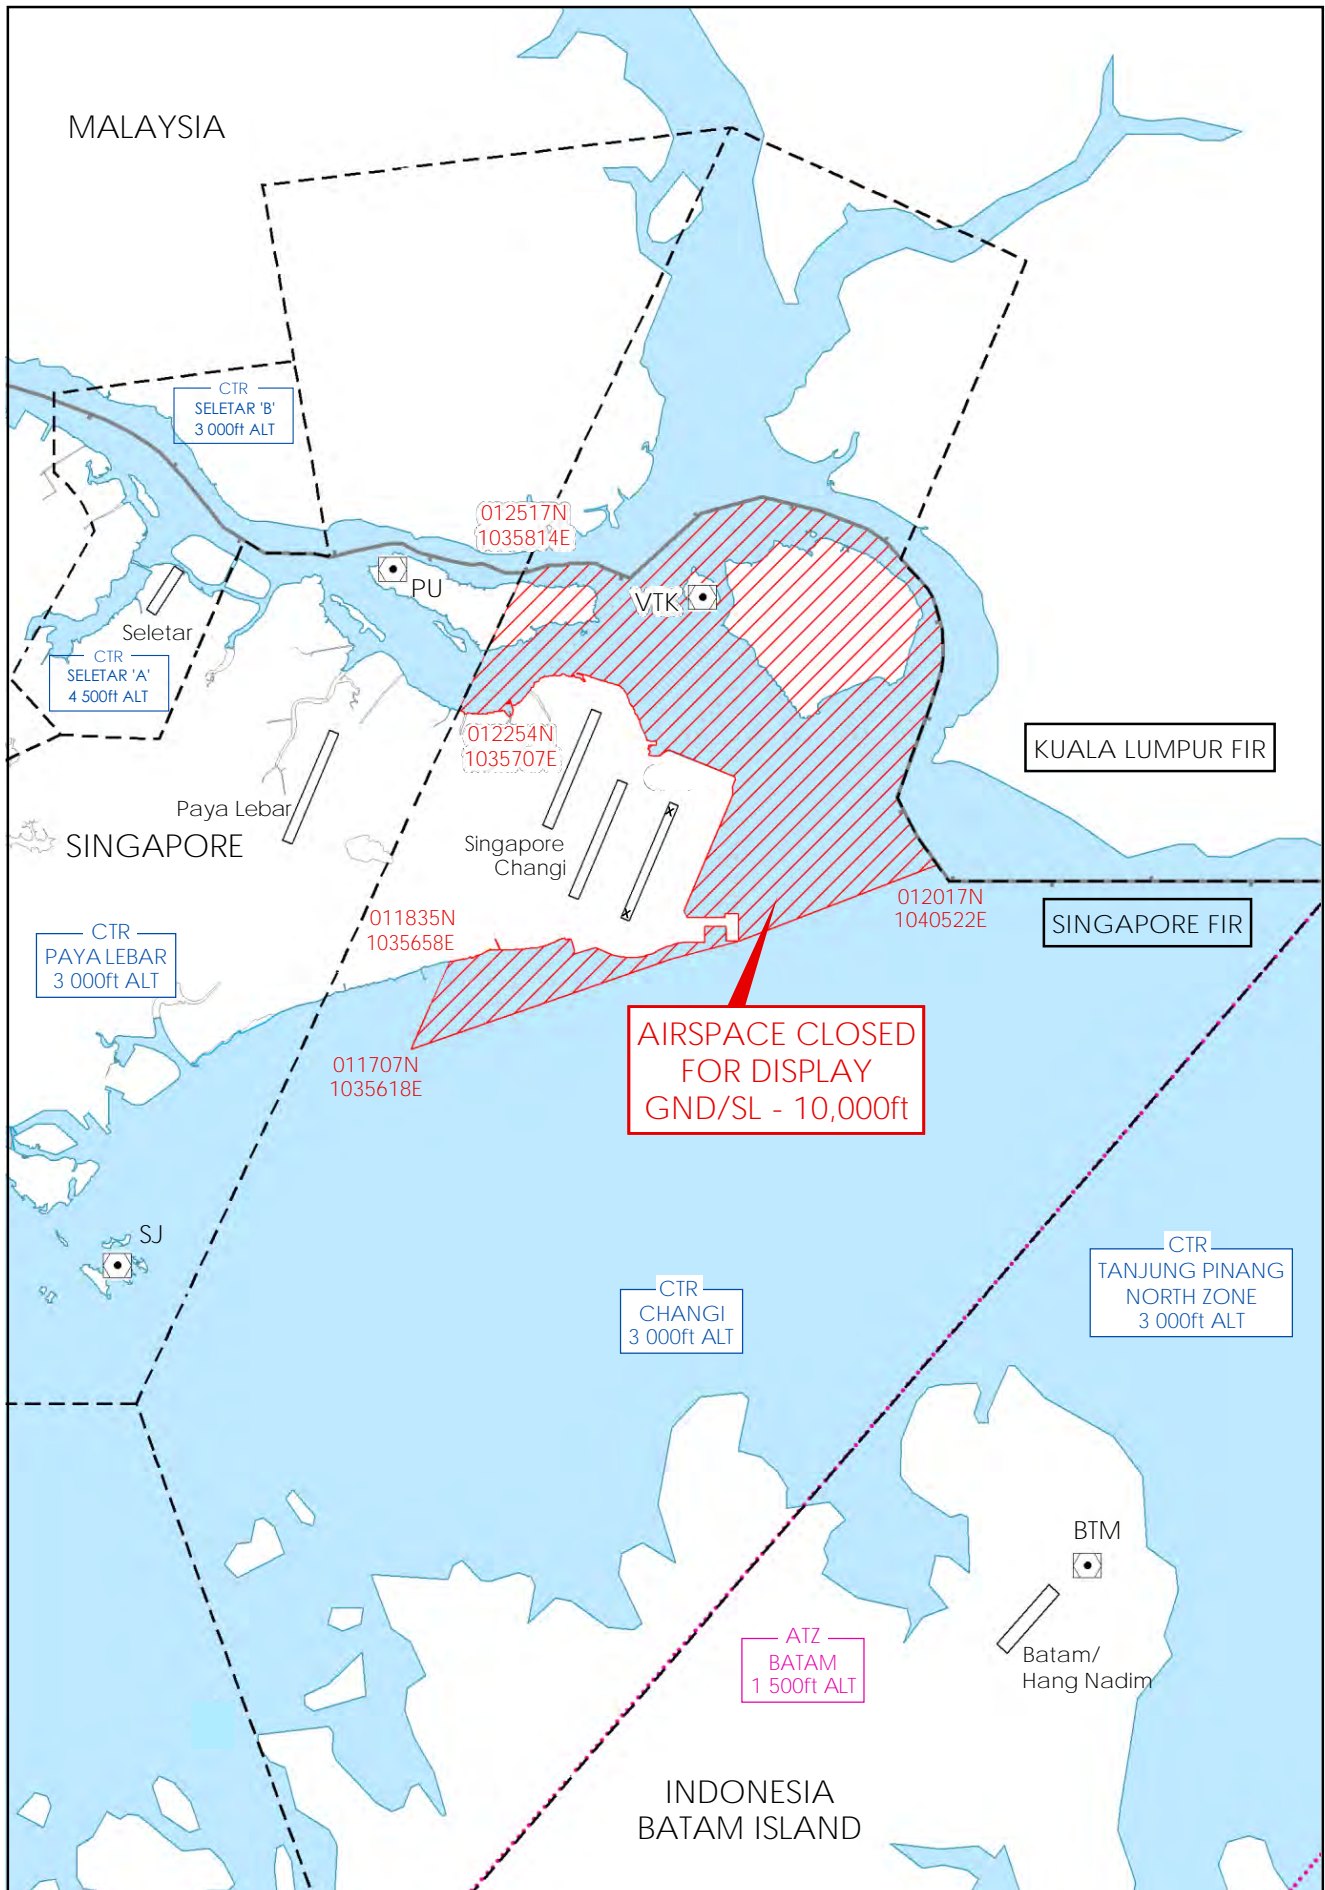 MALAYSIA
CTR
SELETAR 'B'
3 000ft ALT
012517N
1035814E
PU
VTK
Seletar
CTR
SELETAR 'A'
4 500ft ALT
012254N
1035707E
KUALA LUMPUR FIR
Paya Lebar
SINGAPORE
Singapore
Changi
X
X
012017N
1040522E
SINGAPORE FIR
011835N
1035658E
CTR
PAYA LEBAR
3 000ft ALT
AIRSPACE CLOSED
FOR DISPLAY
GND/SL - 10,000ft
011707N
1035618E
SJ
CTR
CHANGI
3 000ft ALT
CTR
TANJUNG PINANG
NORTH ZONE
3 000ft ALT
BTM
Batam/
Hang Nadim
ATZ
BATAM
1 500ft ALT
INDONESIA
BATAM ISLAND